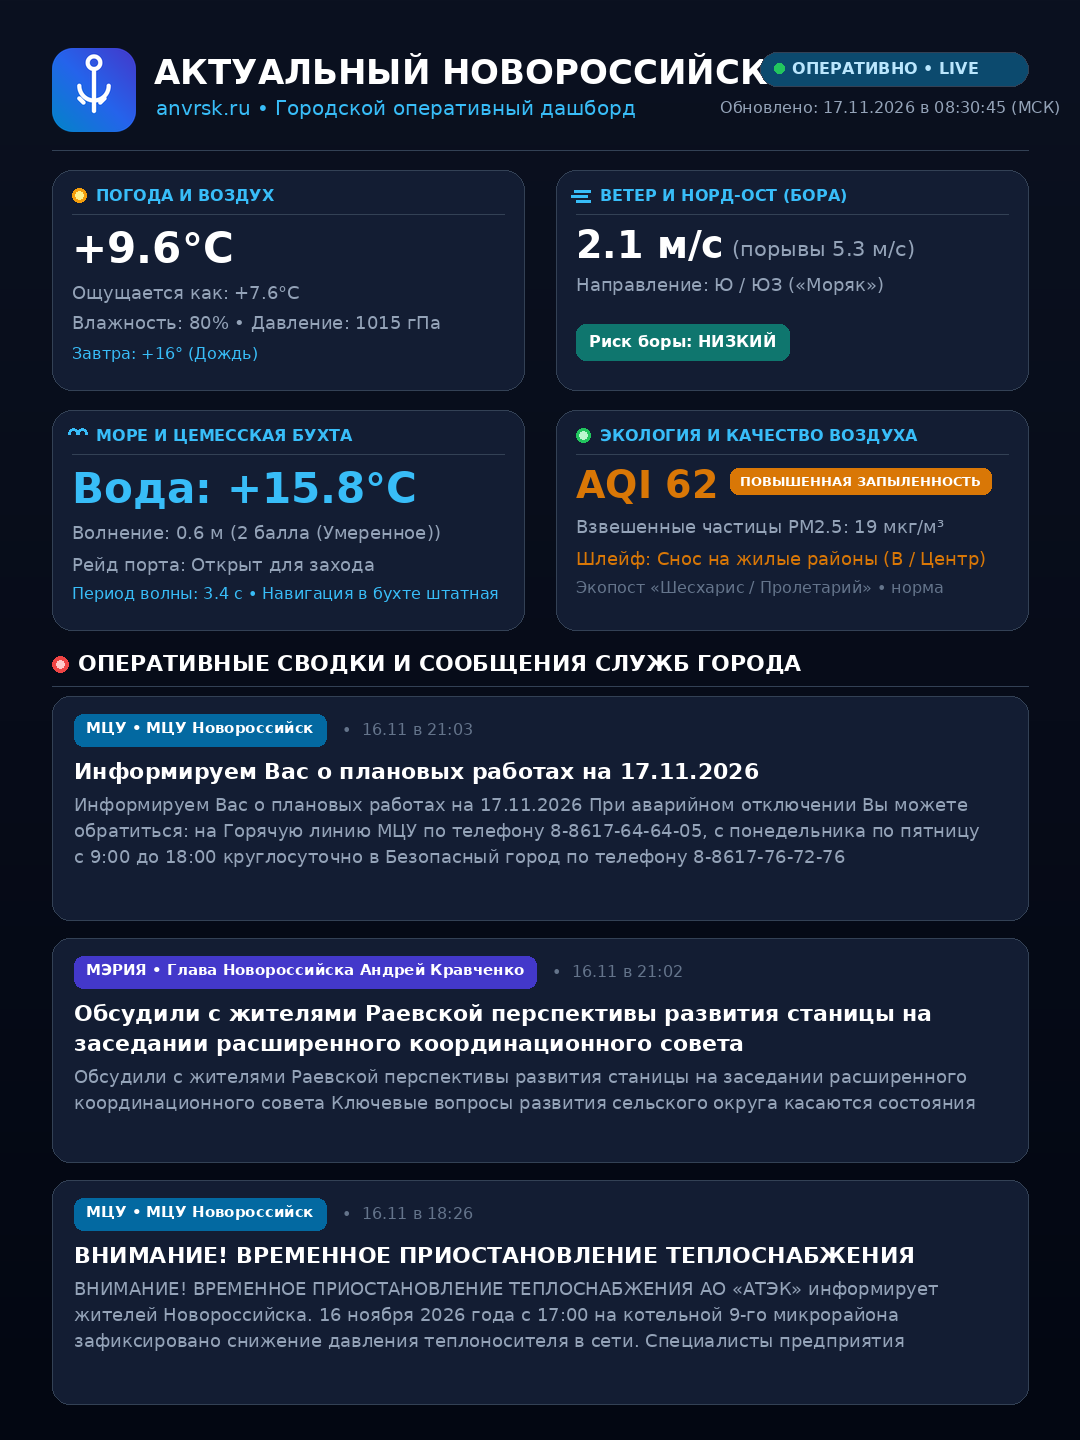 АКТУАЛЬНЫЙ НОВОРОССИЙСК
ОПЕРАТИВНО • LIVE
anvrsk.ru • Городской оперативный дашборд
Обновлено: 17.11.2026 в 08:30:45 (МСК)
ПОГОДА И ВОЗДУХ
+9.6°C
Ощущается как: +7.6°C
Влажность: 80% • Давление: 1015 гПа
Завтра: +16° (Дождь)
ВЕТЕР И НОРД-ОСТ (БОРА)
2.1 м/с (порывы 5.3 м/с)
Направление: Ю / ЮЗ («Моряк»)
Риск боры: НИЗКИЙ
МОРЕ И ЦЕМЕССКАЯ БУХТА
Вода: +15.8°C
Волнение: 0.6 м (2 балла (Умеренное))
Рейд порта: Открыт для захода
Период волны: 3.4 с • Навигация в бухте штатная
ЭКОЛОГИЯ И КАЧЕСТВО ВОЗДУХА
AQI 62 ПОВЫШЕННАЯ ЗАПЫЛЕННОСТЬ
Взвешенные частицы PM2.5: 19 мкг/м³
Шлейф: Снос на жилые районы (В / Центр)
Экопост «Шесхарис / Пролетарий» • норма
ОПЕРАТИВНЫЕ СВОДКИ И СООБЩЕНИЯ СЛУЖБ ГОРОДА
МЦУ • МЦУ Новороссийск • 16.11 в 21:03
Информируем Вас о плановых работах на 17.11.2026
Информируем Вас о плановых работах на 17.11.2026 При аварийном отключении Вы можете
обратиться: на Горячую линию МЦУ по телефону 8-8617-64-64-05, с понедельника по пятницу
с 9:00 до 18:00 круглосуточно в Безопасный город по телефону 8-8617-76-72-76
МЭРИЯ • Глава Новороссийска Андрей Кравченко • 16.11 в 21:02
Обсудили с жителями Раевской перспективы развития станицы на
заседании расширенного координационного совета
Обсудили с жителями Раевской перспективы развития станицы на заседании расширенного
координационного совета Ключевые вопросы развития сельского округа касаются состояния
МЦУ • МЦУ Новороссийск • 16.11 в 18:26
ВНИМАНИЕ! ВРЕМЕННОЕ ПРИОСТАНОВЛЕНИЕ ТЕПЛОСНАБЖЕНИЯ
ВНИМАНИЕ! ВРЕМЕННОЕ ПРИОСТАНОВЛЕНИЕ ТЕПЛОСНАБЖЕНИЯ АО «АТЭК» информирует
жителей Новороссийска. 16 ноября 2026 года с 17:00 на котельной 9-го микрорайона
зафиксировано снижение давления теплоносителя в сети. Специалисты предприятия